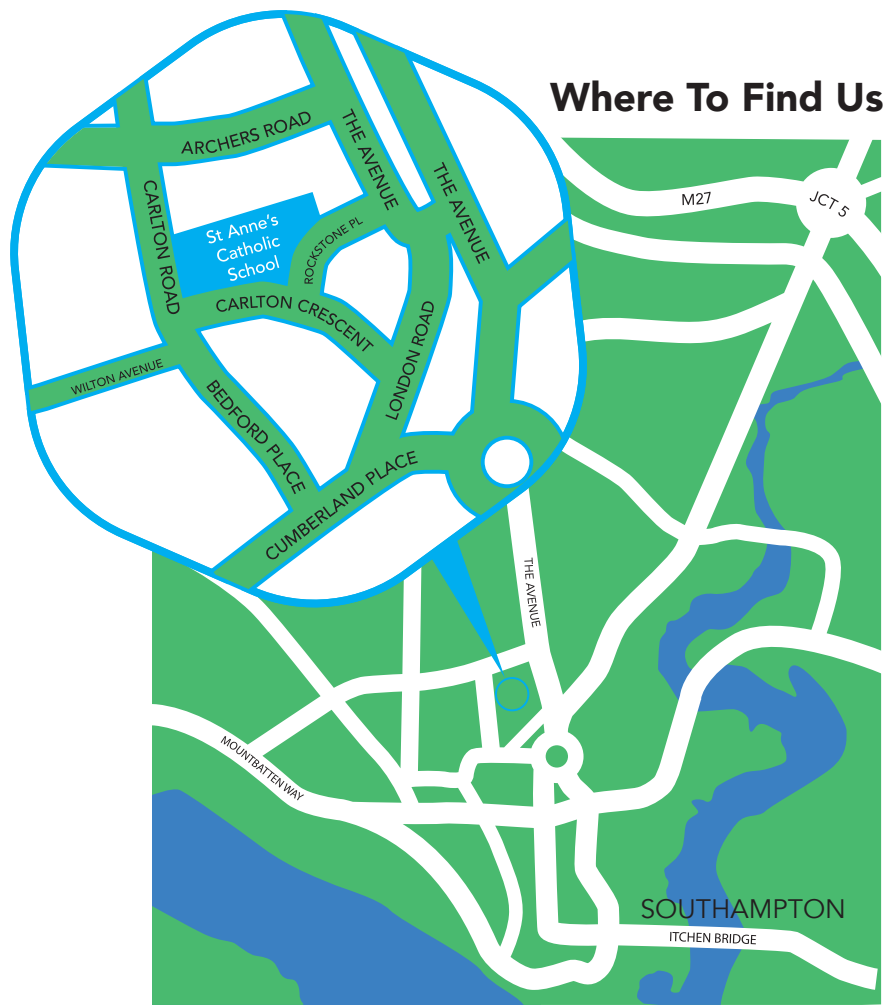 Where To Find Us
ARCHERS ROAD
THE AVENUE
THE AVENUE
M27
JCT 5
CARLTON ROAD
St Anne's
Catholic
School
ROCKSTONE PL
CARLTON CRESCENT
LONDON ROAD
WILTON AVENUE
BEDFORD PLACE
CUMBERLAND PLACE
THE AVENUE
MOUNTBATTEN WAY
SOUTHAMPTON
ITCHEN BRIDGE